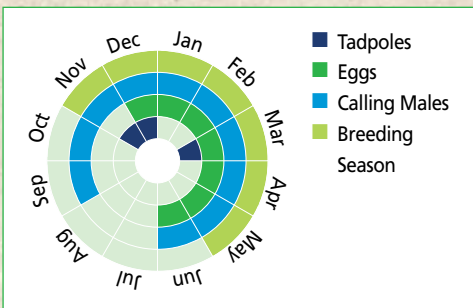 Jan
Feb
Mar
Apr
May
Jun
Jul
Aug
Sep
Oct
Nov
Dec
Tadpoles
Eggs
Calling Males
Breeding
Season